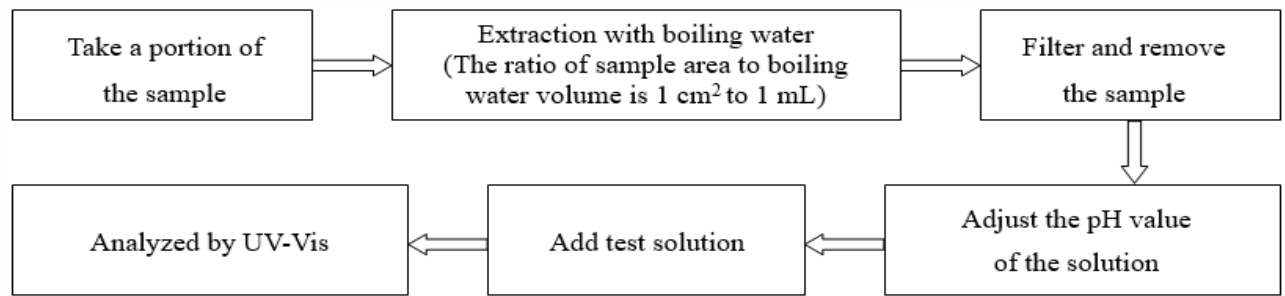 Take a portion of
the sample
Extraction with boiling water
(The ratio of sample area to boiling
water volume is 1 cm² to 1 mL)
Filter and remove
the sample
Adjust the pH value
of the solution
Add test solution
Analyzed by UV-Vis